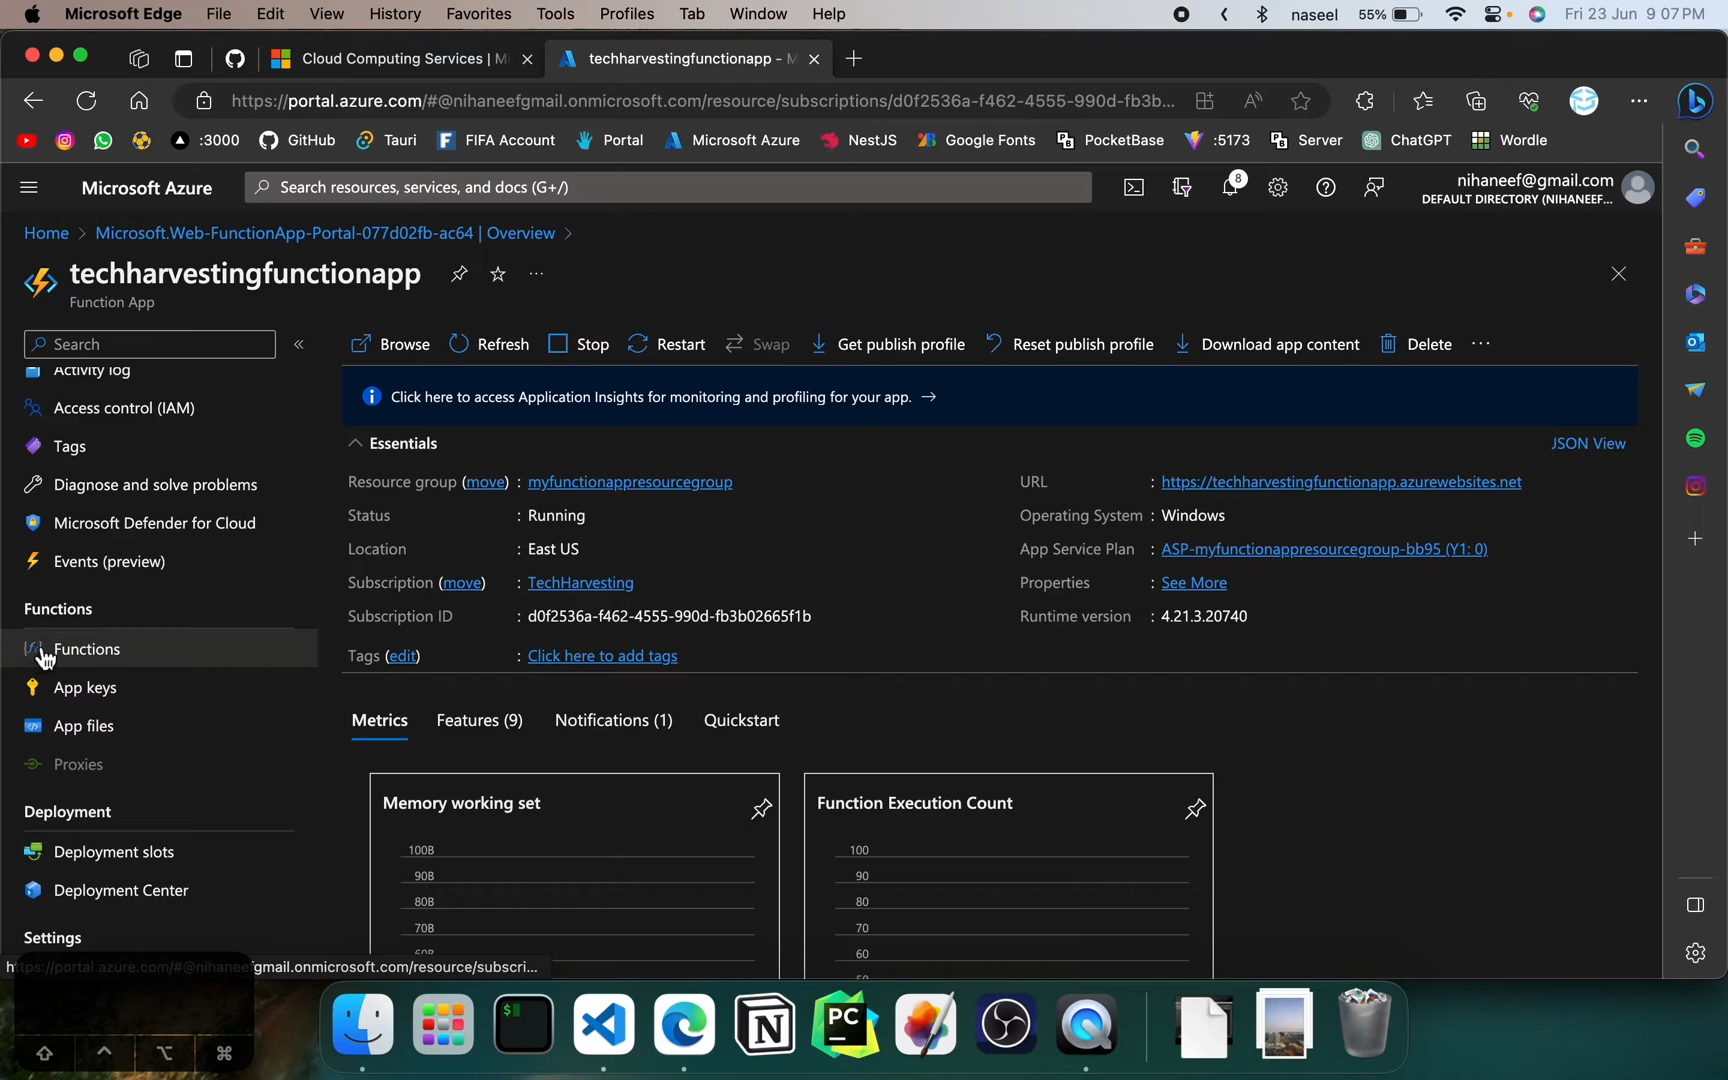 Microsoft Edge File Edit View History Favorites Tools Profiles Tab Window Help naseel 55% Fri 23 Jun 9 07 PM
Cloud Computing Services | Mi techharvestingfunctionapp - M
https://portal.azure.com/#@nihaneefgmail.onmicrosoft.com/resource/subscriptions/d0f2536a-f462-4555-990d-fb3b...
:3000 GitHub Tauri FIFA Account Portal Microsoft Azure NestJS Google Fonts PocketBase :5173 Server ChatGPT Wordle
Microsoft Azure
Search resources, services, and docs (G+/)
8
nihaneef@gmail.com
DEFAULT DIRECTORY (NIHANEEF...
Home > Microsoft.Web-FunctionApp-Portal-077d02fb-ac64 | Overview >
techharvestingfunctionapp ...
Function App
Search «
Browse Refresh Stop Restart Swap Get publish profile Reset publish profile Download app content Delete ...
Activity log
Access control (IAM)
Tags
Diagnose and solve problems
Microsoft Defender for Cloud
Events (preview)
Functions
Functions
App keys
App files
Proxies
Deployment
Deployment slots
Deployment Center
Settings
Click here to access Application Insights for monitoring and profiling for your app. →
Essentials
JSON View
Resource group (move) : myfunctionappresourcegroup
Status : Running
Location : East US
Subscription (move) : TechHarvesting
Subscription ID : d0f2536a-f462-4555-990d-fb3b02665f1b
Tags (edit) : Click here to add tags
URL : https://techharvestingfunctionapp.azurewebsites.net
Operating System : Windows
App Service Plan : ASP-myfunctionappresourcegroup-bb95 (Y1: 0)
Properties : See More
Runtime version : 4.21.3.20740
Metrics Features (9) Notifications (1) Quickstart
Memory working set
100B
90B
80B
70B
60B
Function Execution Count
100
90
80
70
60
50
https://portal.azure.com/#@nihaneefgmail.onmicrosoft.com/resource/subscri...
$
N
PC